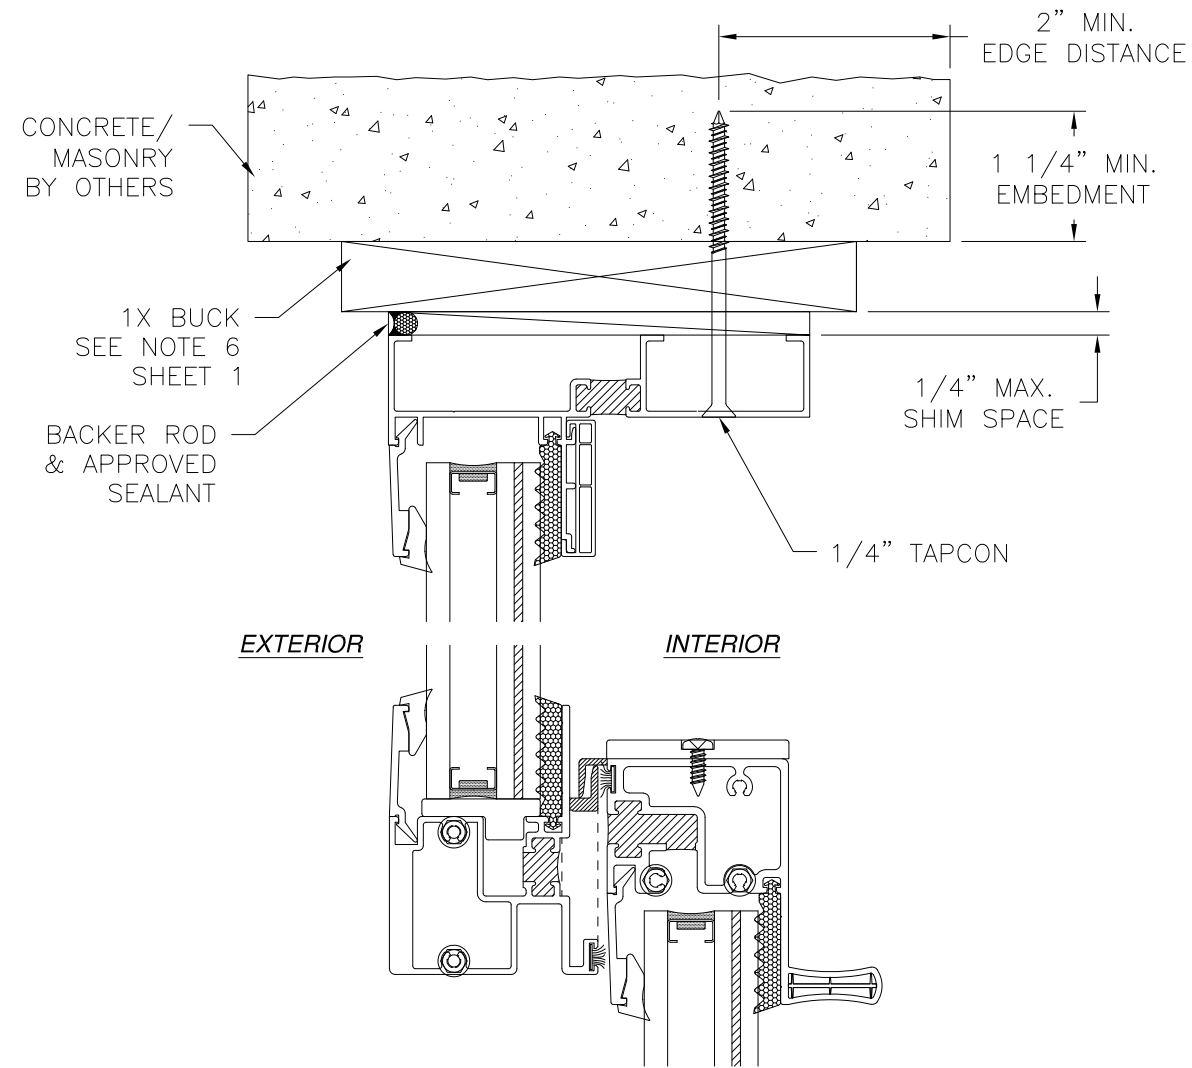 2” MIN.
EDGE DISTANCE
CONCRETE/
MASONRY
BY OTHERS
1 1/4” MIN.
EMBEDMENT
1X BUCK
SEE NOTE 6
SHEET 1
1/4” MAX.
SHIM SPACE
BACKER ROD
& APPROVED
SEALANT
1/4” TAPCON
EXTERIOR
INTERIOR